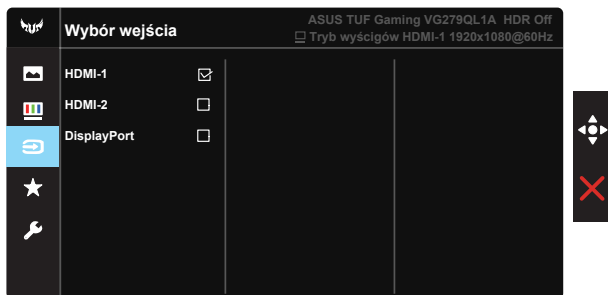 ASUS TUF Gaming VG279QL1A HDR Off
Wybór wejścia
Tryb wyścigów HDMI-1 1920x1080@60Hz
HDMI-1
HDMI-2
DisplayPort